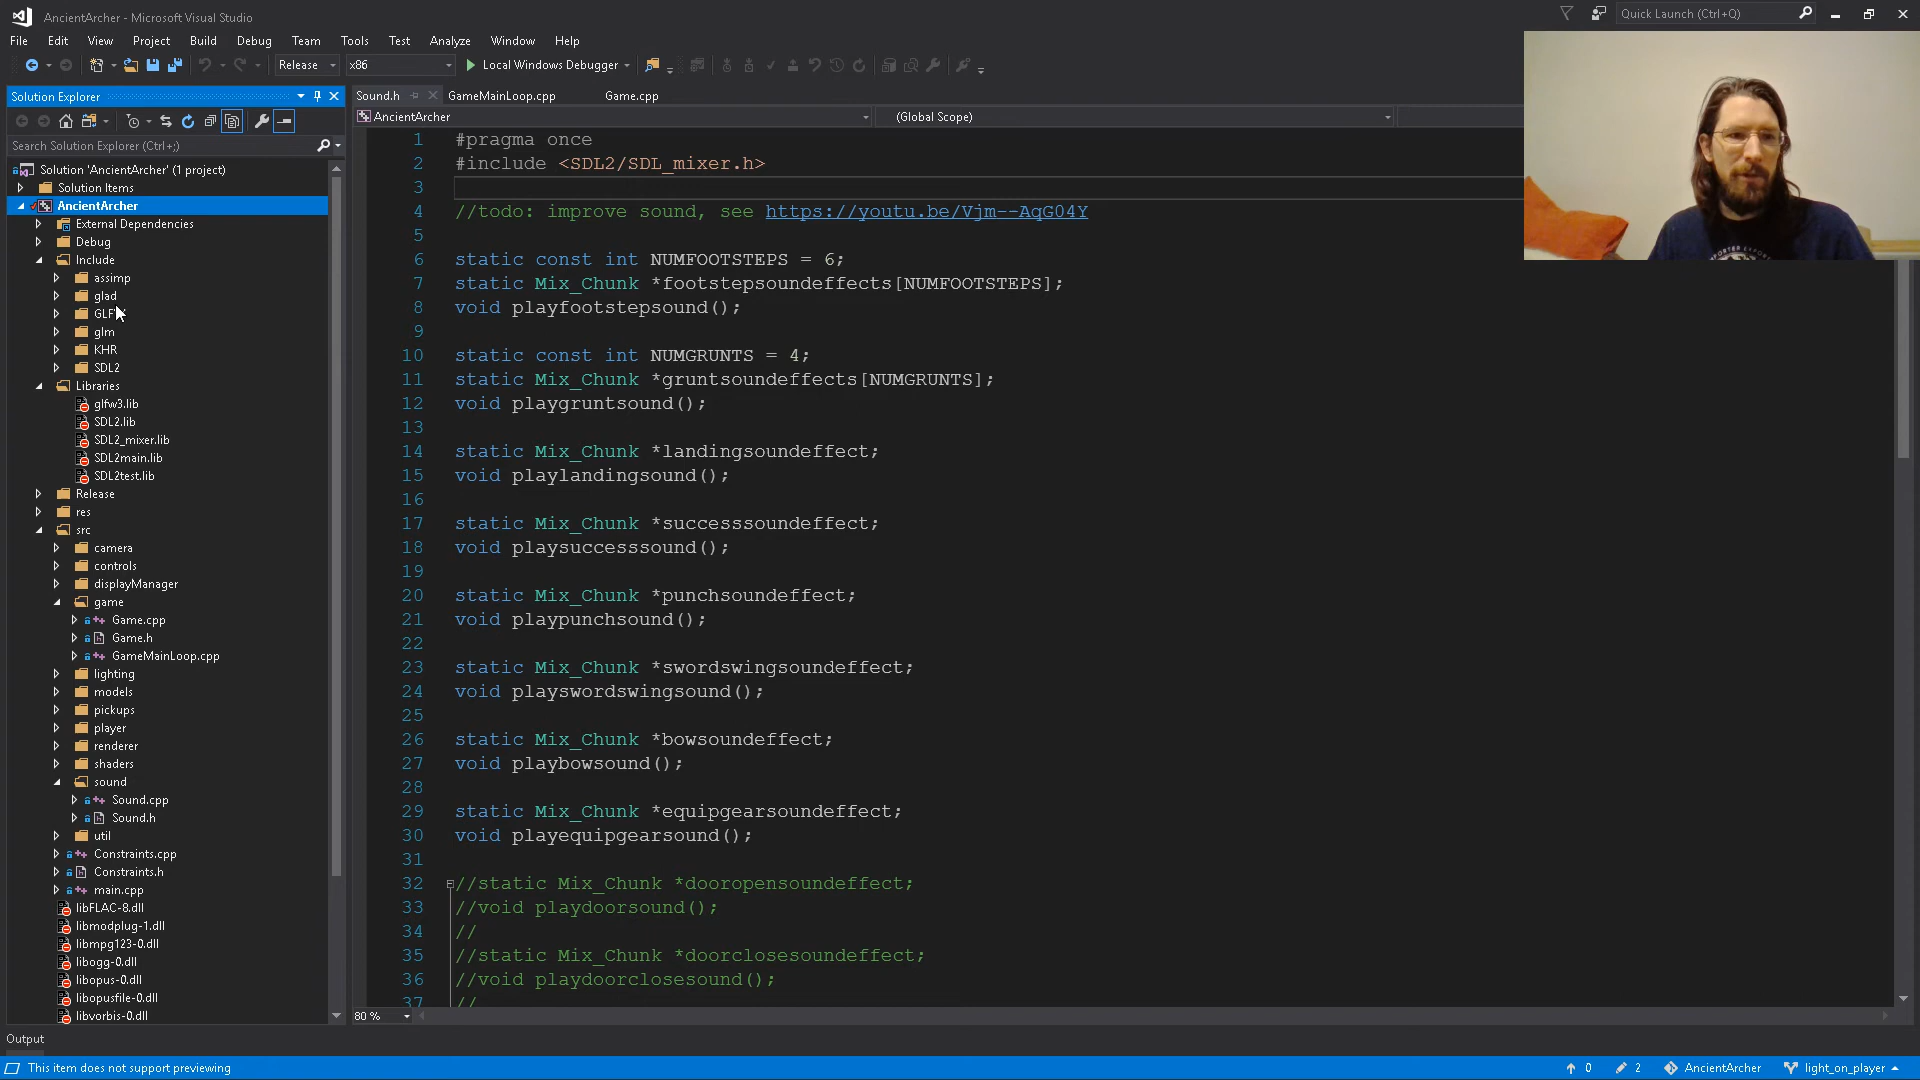 AncientArcher - Microsoft Visual Studio
Quick Launch (Ctrl+Q)
File Edit View Project Build Debug Team Tools Test Analyze Window Help
Release x86 Local Windows Debugger
Solution Explorer
Search Solution Explorer (Ctrl+;)
Solution 'AncientArcher' (1 project)
Solution Items
AncientArcher
External Dependencies
Debug
Include
assimp
glad
glm
KHR
SDL2
Libraries
glfw3.lib
SDL2.lib
SDL2_mixer.lib
SDL2main.lib
SDL2test.lib
Release
res
src
camera
controls
displayManager
game
Game.cpp
Game.h
GameMainLoop.cpp
lighting
models
pickups
player
renderer
shaders
sound
Sound.cpp
Sound.h
util
Constraints.cpp
Constraints.h
main.cpp
libFLAC-8.dll
libmodplug-1.dll
libmpg123-0.dll
libogg-0.dll
libopus-0.dll
libopusfile-0.dll
libvorbis-0.dll
Sound.h GameMainLoop.cpp Game.cpp
AncientArcher (Global Scope)
1 #pragma once
2 #include <SDL2/SDL_mixer.h>
3
4 //todo: improve sound, see https://youtu.be/Vjm--AqG04Y
5
6 static const int NUMFOOTSTEPS = 6;
7 static Mix_Chunk *footstepsoundeffects[NUMFOOTSTEPS];
8 void playfootstepsound();
9
10 static const int NUMGRUNTS = 4;
11 static Mix_Chunk *gruntsoundeffects[NUMGRUNTS];
12 void playgruntsound();
13
14 static Mix_Chunk *landingsoundeffect;
15 void playlandingsound();
16
17 static Mix_Chunk *successsoundeffect;
18 void playsuccesssound();
19
20 static Mix_Chunk *punchsoundeffect;
21 void playpunchsound();
22
23 static Mix_Chunk *swordswingsoundeffect;
24 void playswordswingsound();
25
26 static Mix_Chunk *bowsoundeffect;
27 void playbowsound();
28
29 static Mix_Chunk *equipgearsoundeffect;
30 void playequipgearsound();
31
32 //static Mix_Chunk *dooropensoundeffect;
33 //void playdoorsound();
34 //
35 //static Mix_Chunk *doorclosesoundeffect;
36 //void playdoorclosesound();
37 //
80 %
Output
This item does not support previewing
0 2 AncientArcher light_on_player